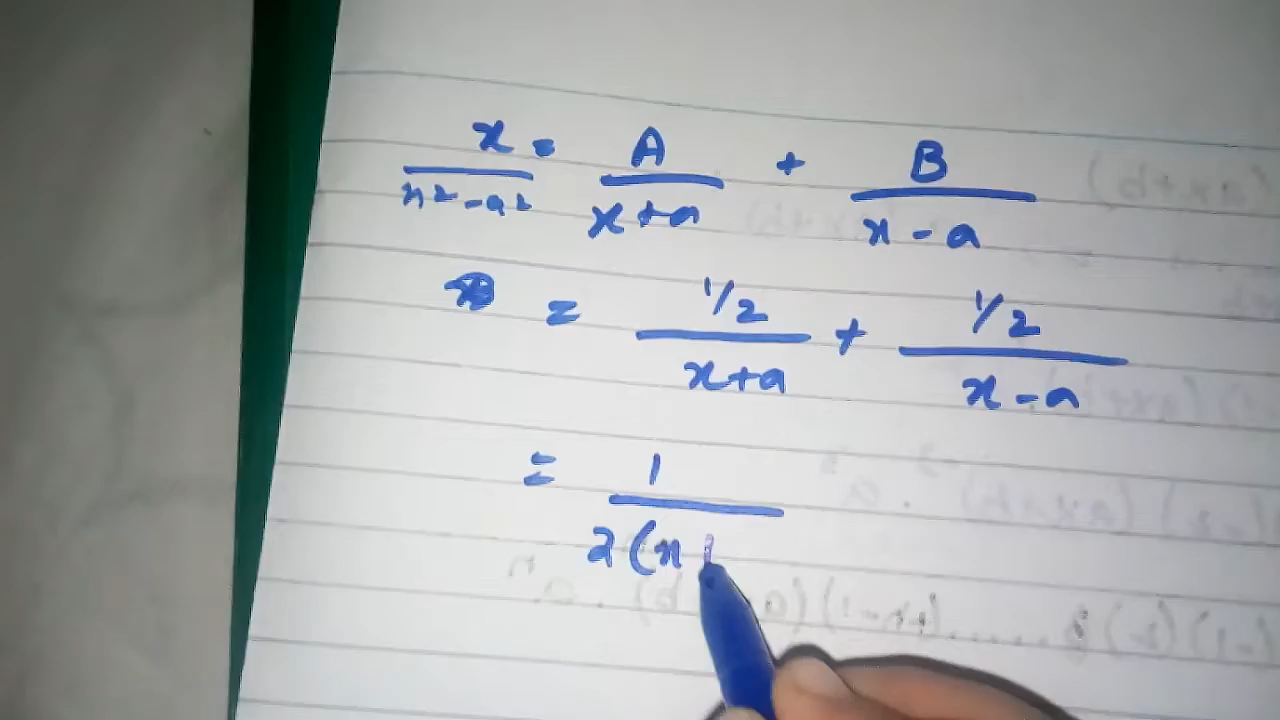 x/x²-a² = A/x+a + B/x-a
= 1/2/x+a + 1/2/x-a
= 1/2(x